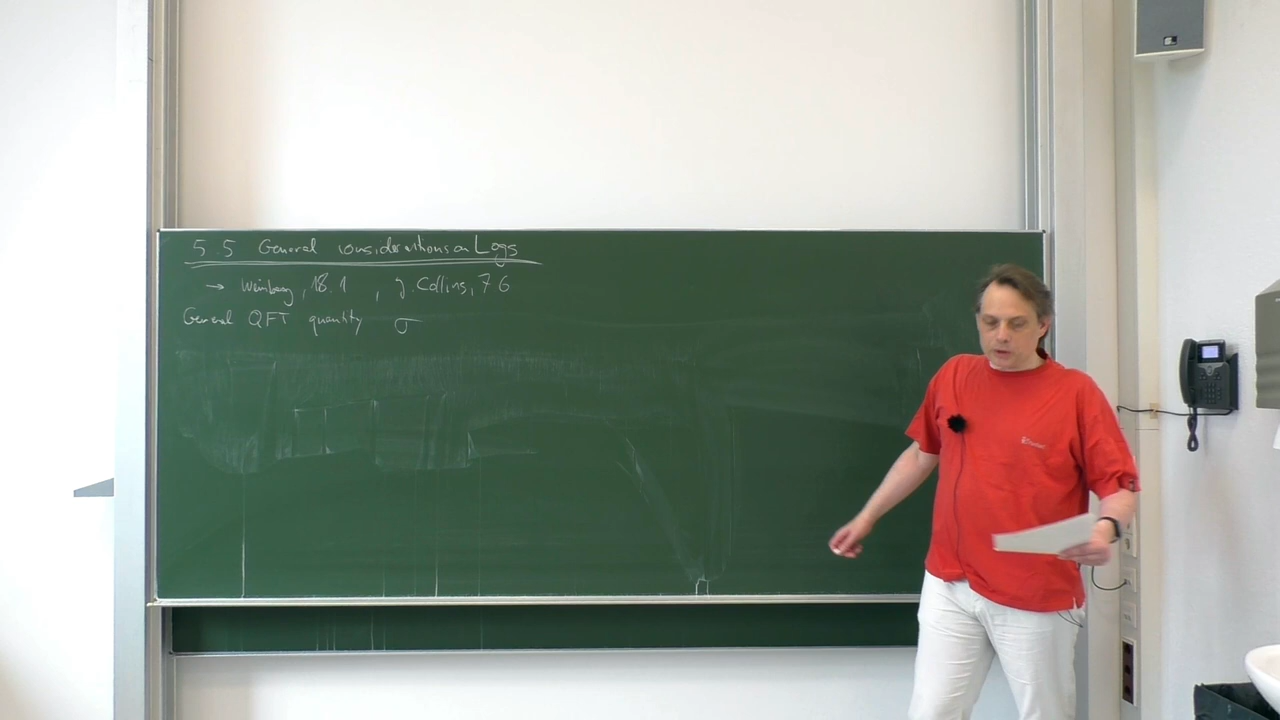 5.5 General considerations on Logs
→ Weinberg, 18.1 , J. Collins, 7.6
General QFT quantity σ